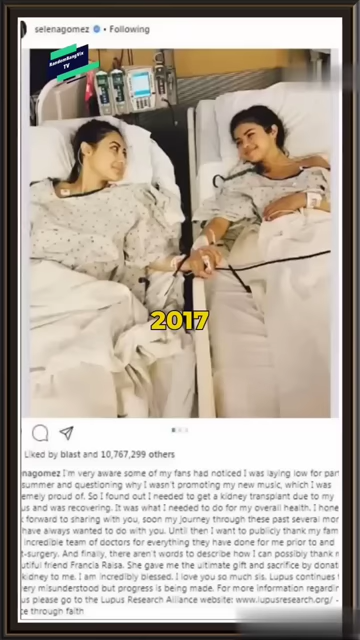 selenagomez • Following
RandomRangVio
TV
2017
Liked by blast and 10,767,299 others
nagomez I'm very aware some of my fans had noticed I was laying low for par
summer and questioning why I wasn't promoting my new music, which I was
emely proud of. So I found out I needed to get a kidney transplant due to my
us and was recovering. It was what I needed to do for my overall health. I hone
k forward to sharing with you, soon my journey through these past several mor
have always wanted to do with you. Until then I want to publicly thank my fam
incredible team of doctors for everything they have done for me prior to and
t-surgery. And finally, there aren't words to describe how I can possibly thank
utiful friend Francia Raisa. She gave me the ultimate gift and sacrifice by donat
kidney to me. I am incredibly blessed. I love you so much sis. Lupus continues t
very misunderstood but progress is being made. For more information regardir
us please go to the Lupus Research Alliance website: www.lupusresearch.org/ -
ce through faith